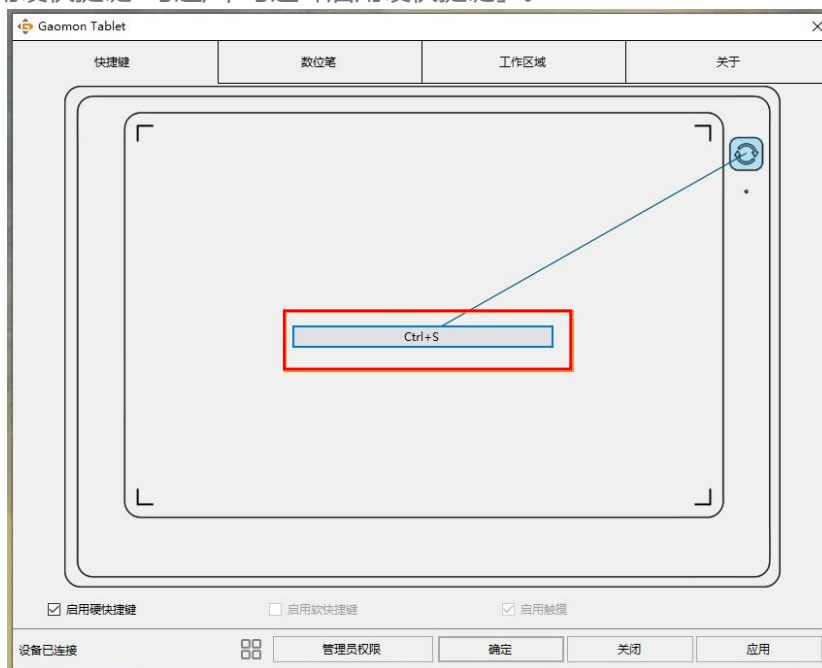 Gaomon Tablet
快捷键
数位笔
工作区域
关于
Ctrl+S
启用硬快捷键
启用软快捷键
启用触摸
设备已连接
管理员权限
确定
关闭
应用